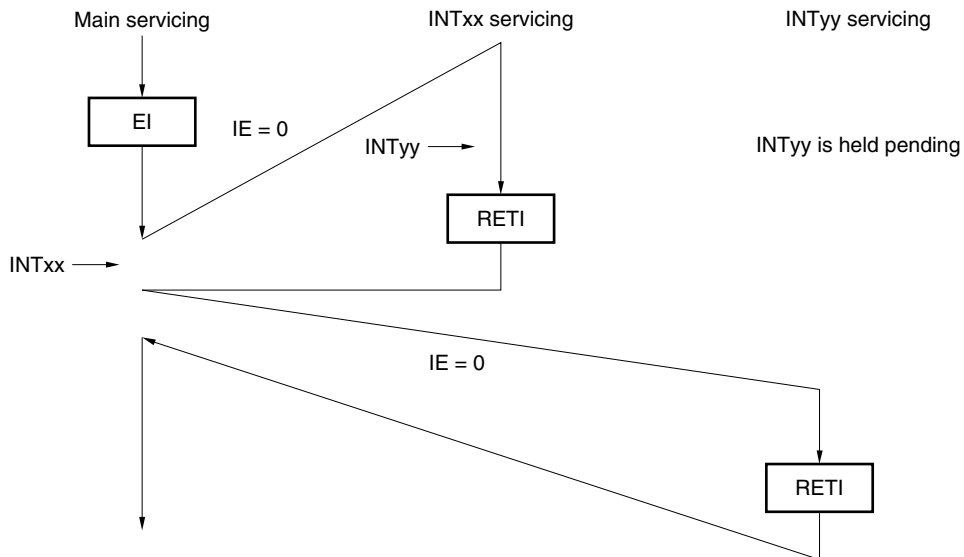 Main servicing
INTxx servicing
INTyy servicing
EI
IE = 0
INTyy
INTyy is held pending
RETI
INTxx
IE = 0
RETI